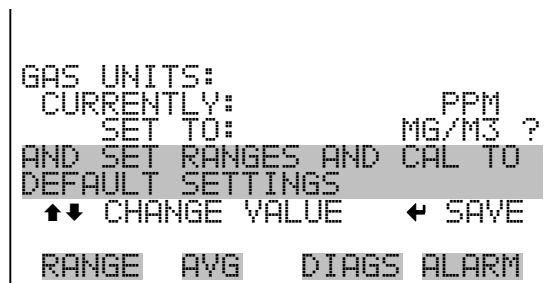 GAS UNITS:
CURRENTLY: PPM
SET TO: MG/M3 ?
AND SET RANGES AND CAL TO
DEFAULT SETTINGS
⬆⬇ CHANGE VALUE ↵ SAVE
RANGE AVG DIAGS ALARM